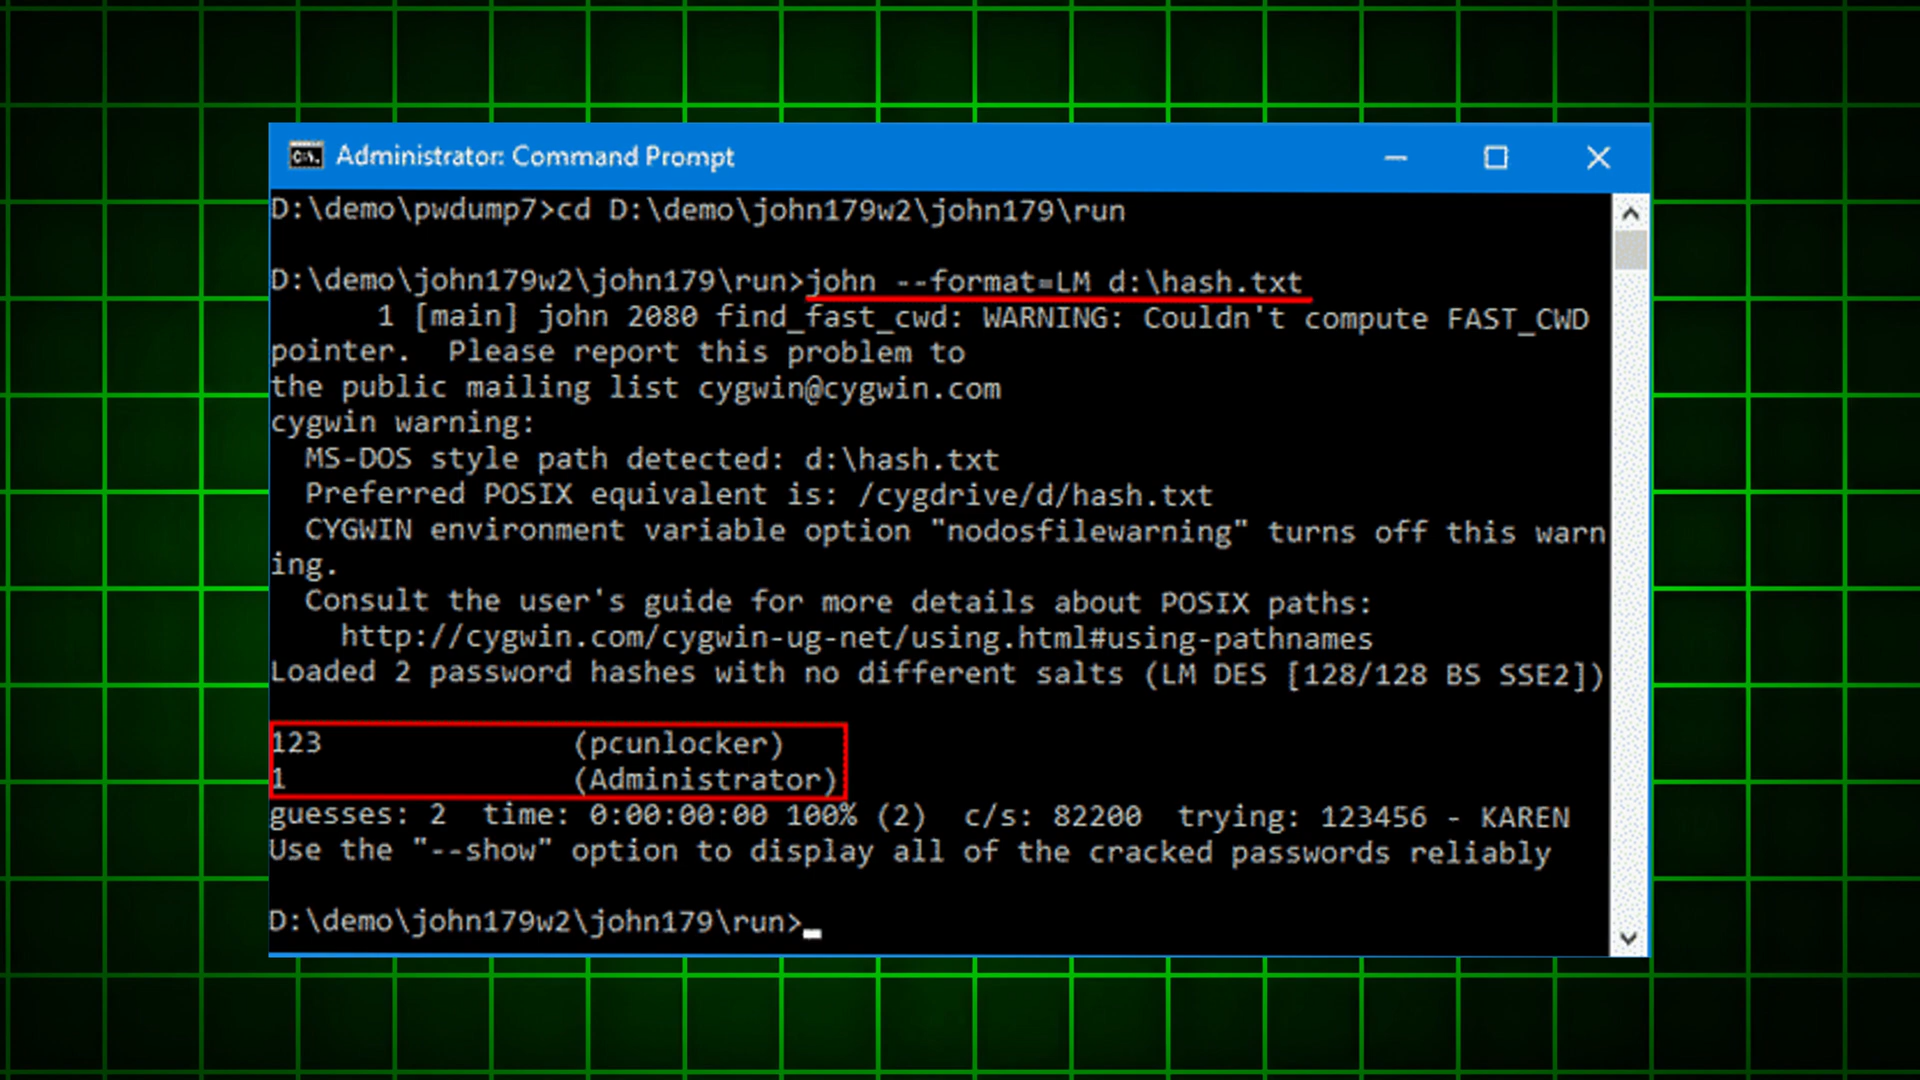 Administrator: Command Prompt
D:\demo\pwdump7>cd D:\demo\john179w2\john179\run
D:\demo\john179w2\john179\run>john --format=LM d:\hash.txt
1 [main] john 2080 find_fast_cwd: WARNING: Couldn't compute FAST_CWD
pointer.  Please report this problem to
the public mailing list cygwin@cygwin.com
cygwin warning:
MS-DOS style path detected: d:\hash.txt
Preferred POSIX equivalent is: /cygdrive/d/hash.txt
CYGWIN environment variable option "nodosfilewarning" turns off this warn
ing.
Consult the user's guide for more details about POSIX paths:
http://cygwin.com/cygwin-ug-net/using.html#using-pathnames
Loaded 2 password hashes with no different salts (LM DES [128/128 BS SSE2])
123 (pcunlocker)
1 (Administrator)
guesses: 2  time: 0:00:00:00 100% (2)  c/s: 82200  trying: 123456 - KAREN
Use the "--show" option to display all of the cracked passwords reliably
D:\demo\john179w2\john179\run>